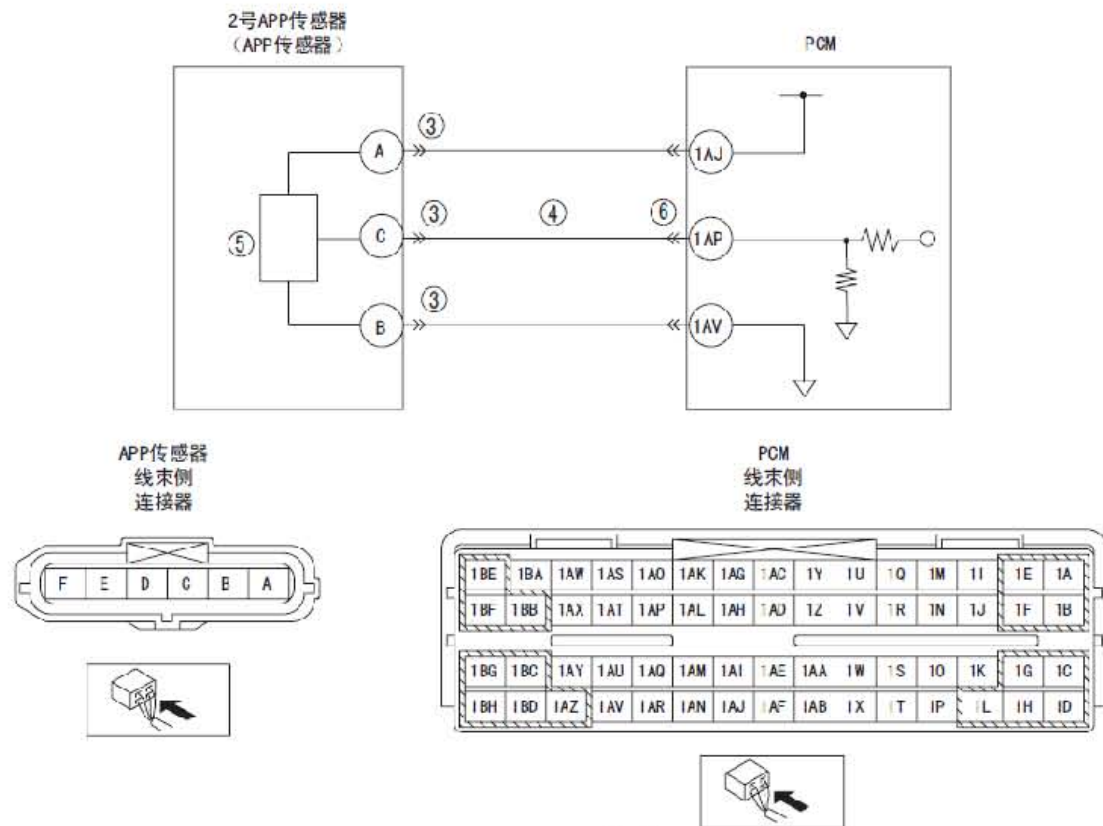 2号APP传感器
（APP传感器）
PCM
③
A
1AJ
③
④
⑥
⑤
C
1AP
③
B
1AV
APP传感器
线束侧
连接器
PCM
线束侧
连接器
F E D C B A
1BE 1BA 1AW 1AS 1AO 1AK 1AG 1AC 1Y 1U 1Q 1M 1I 1E 1A
1BF 1BB 1AX 1AT 1AP 1AL 1AH 1AD 1Z 1V 1R 1N 1J 1F 1B
1BG 1BC 1AY 1AU 1AQ 1AM 1AI 1AE 1AA 1W 1S 1O 1K 1G 1C
1BH 1BD 1AZ 1AV 1AR 1AN 1AJ 1AF 1AB 1X 1T 1P 1L 1H 1D